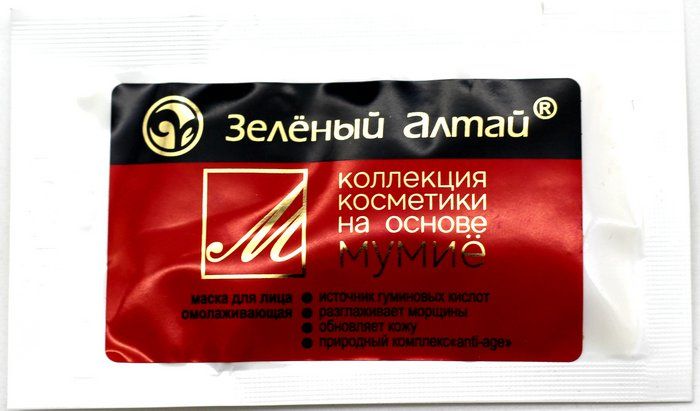 Зелёный Алтай®
М
КОЛЛЕКЦИЯ
КОСМЕТИКИ
НА ОСНОВЕ
МУМИЁ
маска для лица
омолаживающая
● источник гуминовых кислот
● разглаживает морщины
● обновляет кожу
● природный комплекс«anti-age»